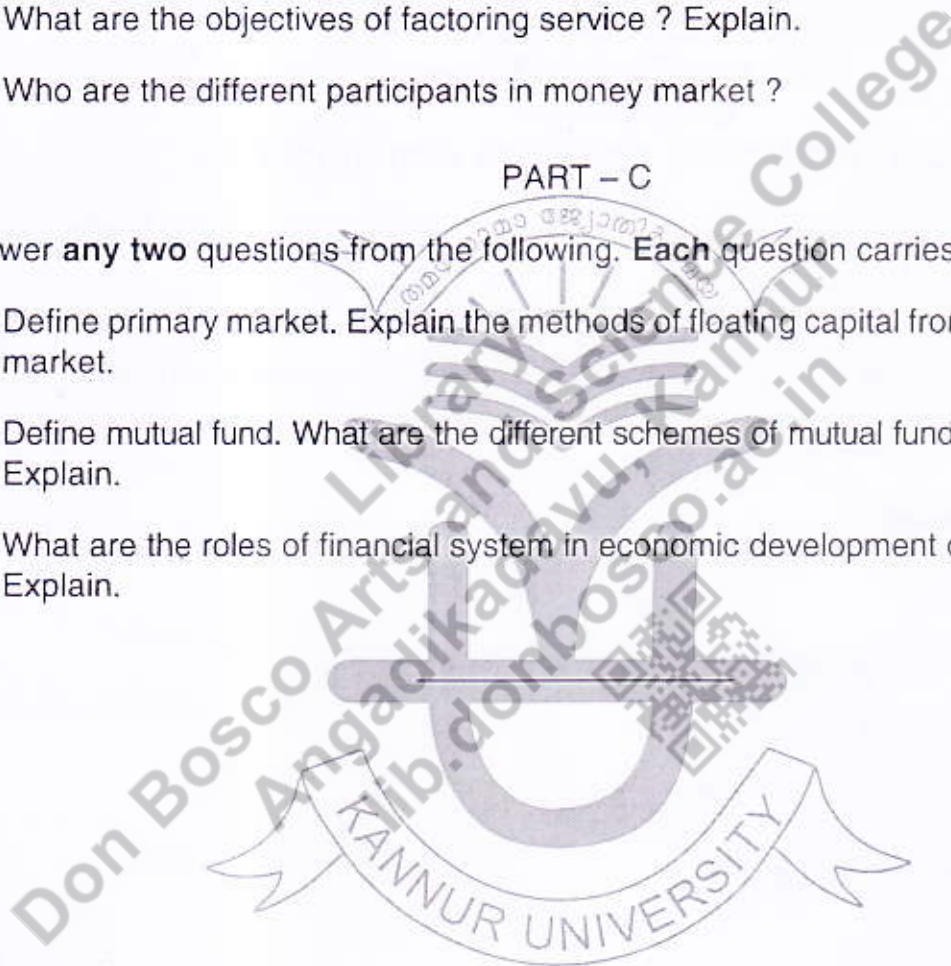 What are the objectives of factoring service ? Explain.
Who are the different participants in money market ?
PART – C
wer any two questions from the following. Each question carries
Define primary market. Explain the methods of floating capital from
market.
Define mutual fund. What are the different schemes of mutual fund
Explain.
What are the roles of financial system in economic development
Explain.
Library
Don Bosco Arts and Science College
Angadikadavu, Kannur
lib.donbosco.ac.in
KANNUR UNIVERSITY